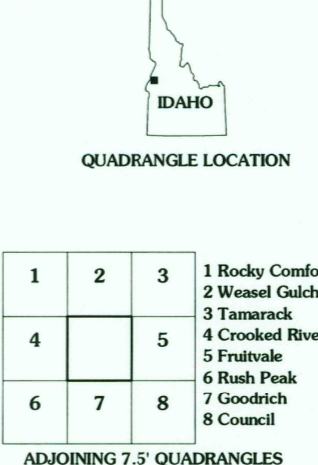 IDAHO
QUADRANGLE LOCATION
1 2 3
4 5
6 7 8
1 Rocky Comfo
2 Weasel Gulch
3 Tamarack
4 Crooked Rive
5 Fruitvale
6 Rush Peak
7 Goodrich
8 Council
ADJOINING 7.5' QUADRANGLES